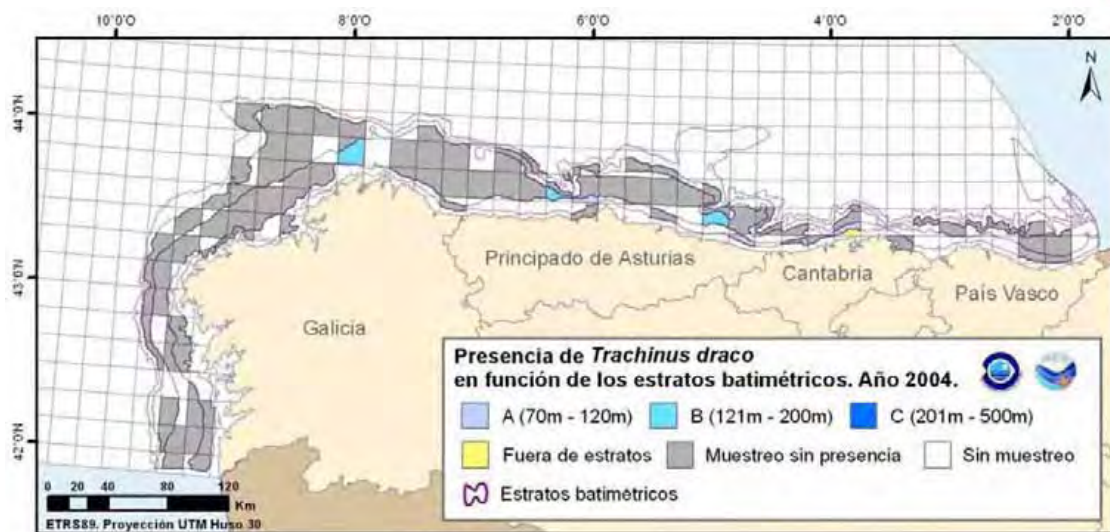 10°0'O 8°0'O 6°0'O 4°0'O 2°0'O
N
44°0'N
43°0'N
42°0'N
Principado de Asturias
Cantabria
País Vasco
Galicia
Presencia de Trachinus draco
en función de los estratos batimétricos. Año 2004.
A (70m - 120m) B (121m - 200m) C (201m - 500m)
Fuera de estratos Muestreo sin presencia Sin muestreo
Estratos batimétricos
0 20 40 80 120
Km
ETRS89. Proyección UTM Huso 30